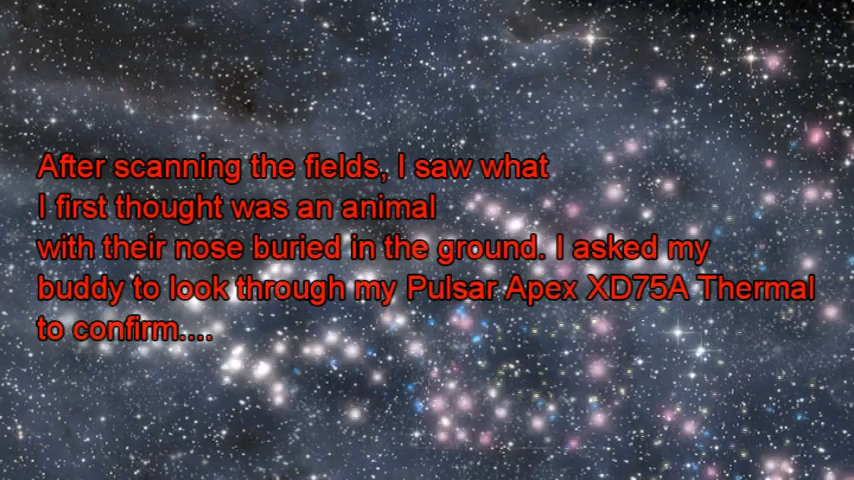 After scanning the fields, I saw what
I first thought was an animal
with their nose buried in the ground. I asked my
buddy to look through my Pulsar Apex XD75A Thermal
to confirm....